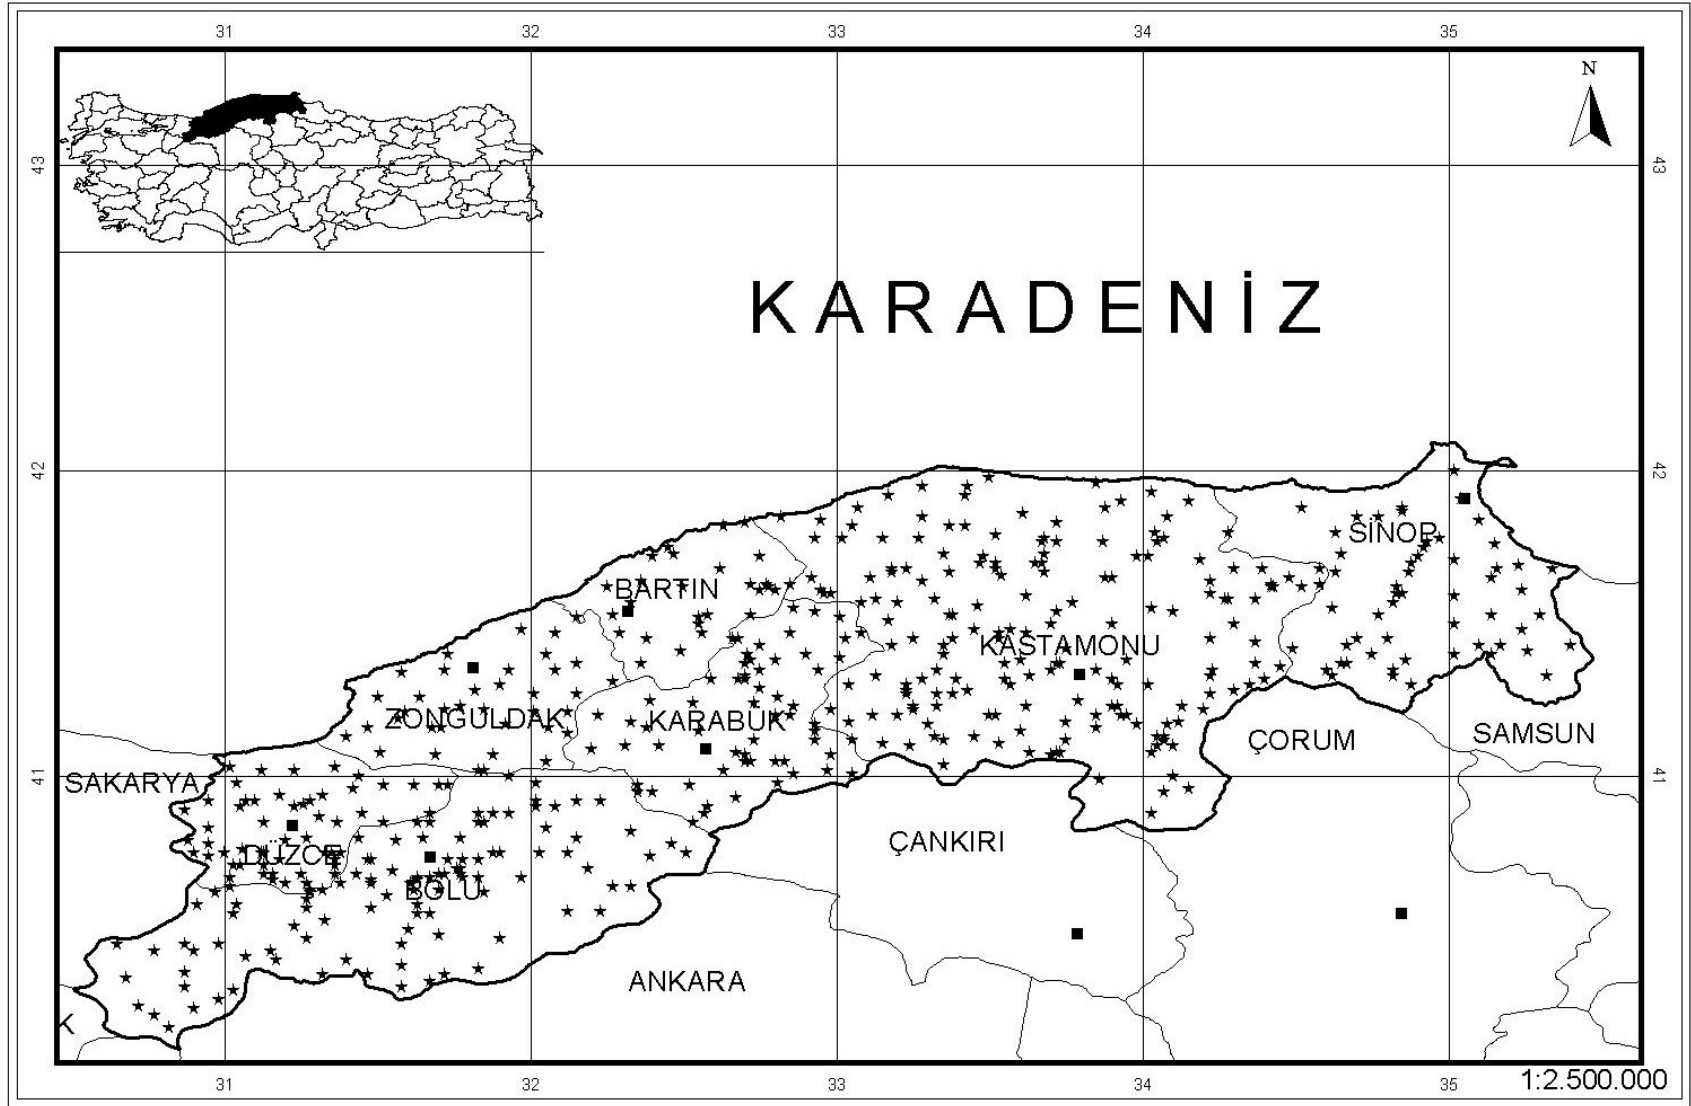 31 32 33 34 35
N
43 43
KARADENİZ
42 42
SİNOP
BARTIN
KASTAMONU
ZONGULDAK KARABÜK
ÇORUM SAMSUN
41 41
SAKARYA
ÇANKIRI
DÜZCE
BOLU
ANKARA
K
31 32 33 34 35
1:2.500.000